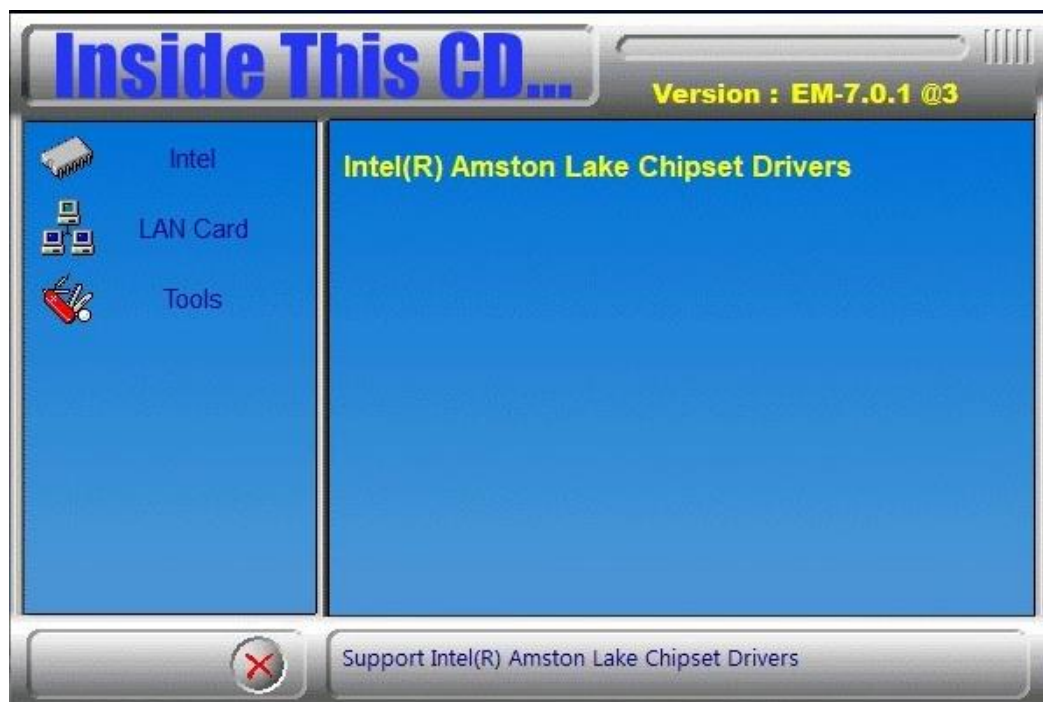 Inside This CD...
Version : EM-7.0.1 @3
Intel
LAN Card
Tools
Intel(R) Amston Lake Chipset Drivers
Support Intel(R) Amston Lake Chipset Drivers